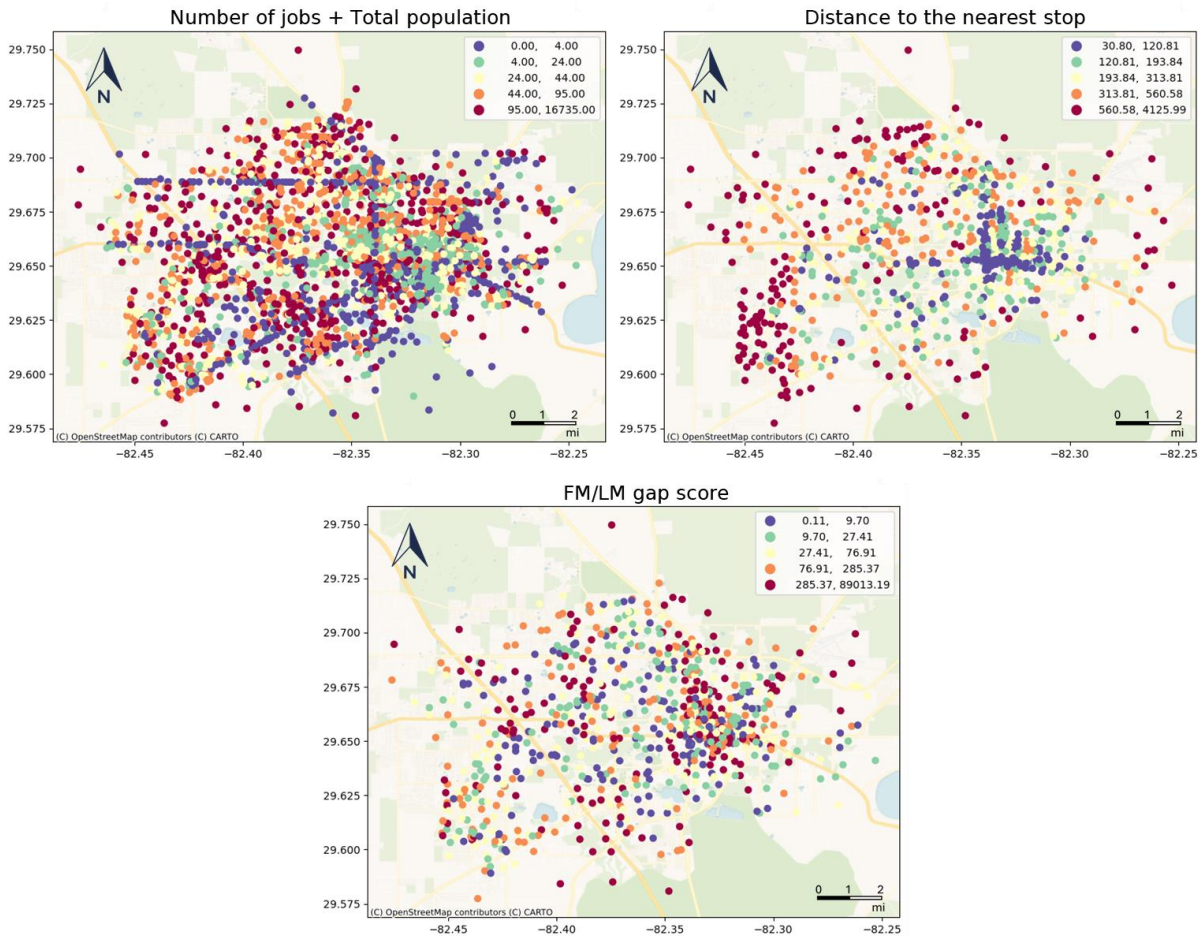 Number of jobs + Total population
29.750
29.725
29.700
29.675
29.650
29.625
29.600
29.575
N
0.00, 4.00
4.00, 24.00
24.00, 44.00
44.00, 95.00
95.00, 16735.00
0 1 2
mi
(C) OpenStreetMap contributors (C) CARTO
−82.45 −82.40 −82.35 −82.30 −82.25
Distance to the nearest stop
29.750
29.725
29.700
29.675
29.650
29.625
29.600
29.575
N
30.80, 120.81
120.81, 193.84
193.84, 313.81
313.81, 560.58
560.58, 4125.99
0 1 2
mi
(C) OpenStreetMap contributors (C) CARTO
−82.45 −82.40 −82.35 −82.30 −82.25
FM/LM gap score
29.750
29.725
29.700
29.675
29.650
29.625
29.600
29.575
N
0.11, 9.70
9.70, 27.41
27.41, 76.91
76.91, 285.37
285.37, 89013.19
0 1 2
mi
(C) OpenStreetMap contributors (C) CARTO
−82.45 −82.40 −82.35 −82.30 −82.25